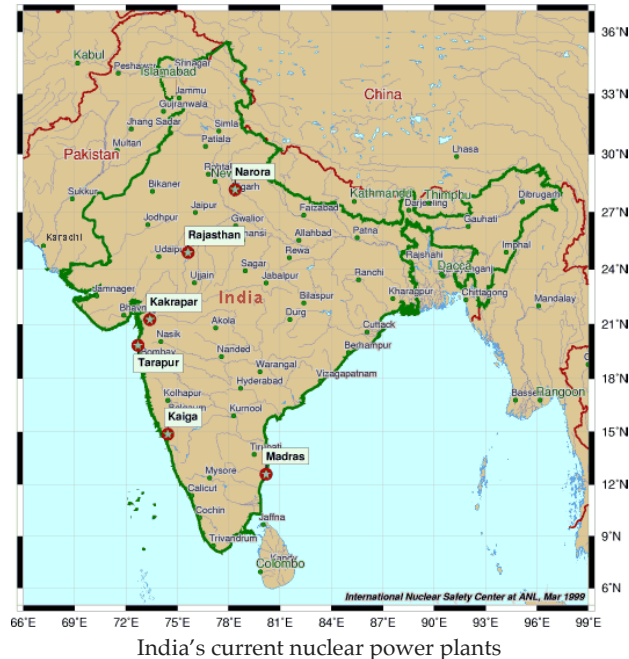 36°N
Kabul
Srinagar
Peshawar
Islamabad
Jammu
33°N
Gujranwala
China
Jhang Sadar
Simla
Multan
Patiala
Lhasa
Pakistan
30°N
Narora
New
Sukkur
Bikaner
Kathmandu
Thimphu
Dibrugarh
Darjeeling
27°N
Jaipur
Faizabad
Jodhpur
Gwalior
Gauhati
Karachi
Rajasthan
Allahbad
Patna
Imphal
Udaipur
Rewa
Rajshahi
24°N
Sagar
Dacca
Ujjain
Jabalpur
Ranchi
Jamnager
Chittagong
Kakrapar
India
Bilaspur
Kharagpur
Mandalay
Durg
21°N
Akola
Cuttack
Nasik
Berhampur
Bombay
Nanded
Tarapur
Warangal
Vizagapatnam
18°N
Hyderabad
Kolhapur
Rangoon
Kaiga
Kurnool
15°N
Madras
Mysore
12°N
Calicut
Cochin
Jaffna
9°N
Trivandrum
Kandy
Colombo
6°N
International Nuclear Safety Center at ANL, Mar 1999
66°E 69°E 72°E 75°E 78°E 81°E 84°E 87°E 90°E 93°E 96°E 99°E
India's current nuclear power plants